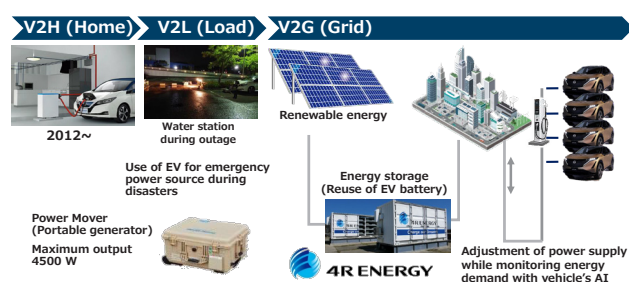 V2H (Home)
V2L (Load)
V2G (Grid)
2012~
Water station
during outage
Renewable energy
Use of EV for emergency
power source during
disasters
Energy storage
(Reuse of EV battery)
Power Mover
(Portable generator)
Maximum output
4500 W
4R ENERGY
4R ENERGY
Adjustment of power supply
while monitoring energy
demand with vehicle's AI